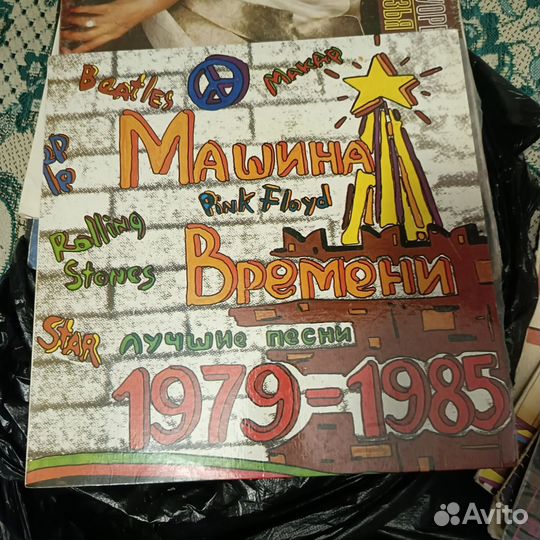 Beatles
МАКАР
Машина
Pink Floyd
Rolling
Stones
Времени
Star
лучшие песни
1979-1985
Avito